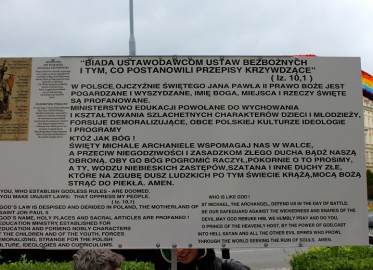 "BIADA USTAWODAWCOM USTAW BEZBOŻNYCH
I TYM, CO POSTANOWILI PRZEPISY KRZYWDZĄCE"
( Iz. 10,1 )
W POLSCE,OJCZYŹNIE ŚWIĘTEGO JANA PAWŁA II PRAWO BOŻE JEST
POGARDZANE I WYSZYDZANE, IMIĘ BOGA, MIEJSCA I RZECZY ŚWIĘTE
SĄ PROFANOWANE.
MINISTERSTWO EDUKACJI POWOŁANE DO WYCHOWANIA
I KSZTAŁTOWANIA SZLACHETNYCH CHARAKTERÓW DZIECI I MŁODZIEŻY,
FORSUJE DEMORALIZUJĄCE, OBCE POLSKIEJ KULTURZE IDEOLOGIE
I PROGRAMY
KTÓŻ JAK BÓG !
ŚWIĘTY MICHALE ARCHANIELE WSPOMAGAJ NAS W WALCE,
A PRZECIW NIEGODZIWOŚCI I ZASADZKOM ZŁEGO DUCHA BĄDŹ NASZĄ
OBRONĄ. OBY GO BÓG POGROMIĆ RACZYŁ,POKORNIE O TO PROSIMY,
A TY, WODZU NIEBIESKICH ZASTĘPÓW,SZATANA I INNE DUCHY ZŁE,
KTÓRE NA ZGUBĘ DUSZ LUDZKICH PO TYM ŚWIECIE KRĄŻĄ,MOCĄ BOŻĄ
STRĄĆ DO PIEKŁA. AMEN.
YOU, WHO ESTABLISH GODLESS RULES - ARE DOOMED.
YOU MAKE UNJUST LAWS: THAT OPPRESS MY PEOPLE.
(Iz. 10,1)
GOD'S LAW IS DESPISED AND DERIDED IN POLAND, THE MOTHERLAND OF
SAINT JOH PAUL II
GOD'S NAME, HOLY PLACES AND SACRAL ARTICLES ARE PROFANED !
EDUCATION MINISTRY, ESTABLISHED FOR
EDUCATION AND FORMING NOBLY CHARACTERS
OF THE CHILDREN AND OF THE YOUTH, FORCES
DEMORALIZING, STRANGE FOR THE POLISH
CULTURE, IDEOLOGIES AND CURRICULUMS.
WHO IS LIKE GOD !
ST MICHAEL, THE ARCHANGEL, DEFEND US IN THE DAY OF BATTLE,
BE OUR SAFEGUARD AGAINST THE WICKEDNESS AND SNARES OF THE
DEVIL,MAY GOD REBUKE HIM, WE HUMBLY PRAY AND DO YOU
O PRINCE OF THE HEAVENLY HOST, BY THE POWER OF GODCAST
INTO HELL SATAN AND ALL THE OTHER EVIL SPIRITS WHO PROWL
THROUGH THE WORLD SEEKING THE RUIN OF SOULS. AMEN.